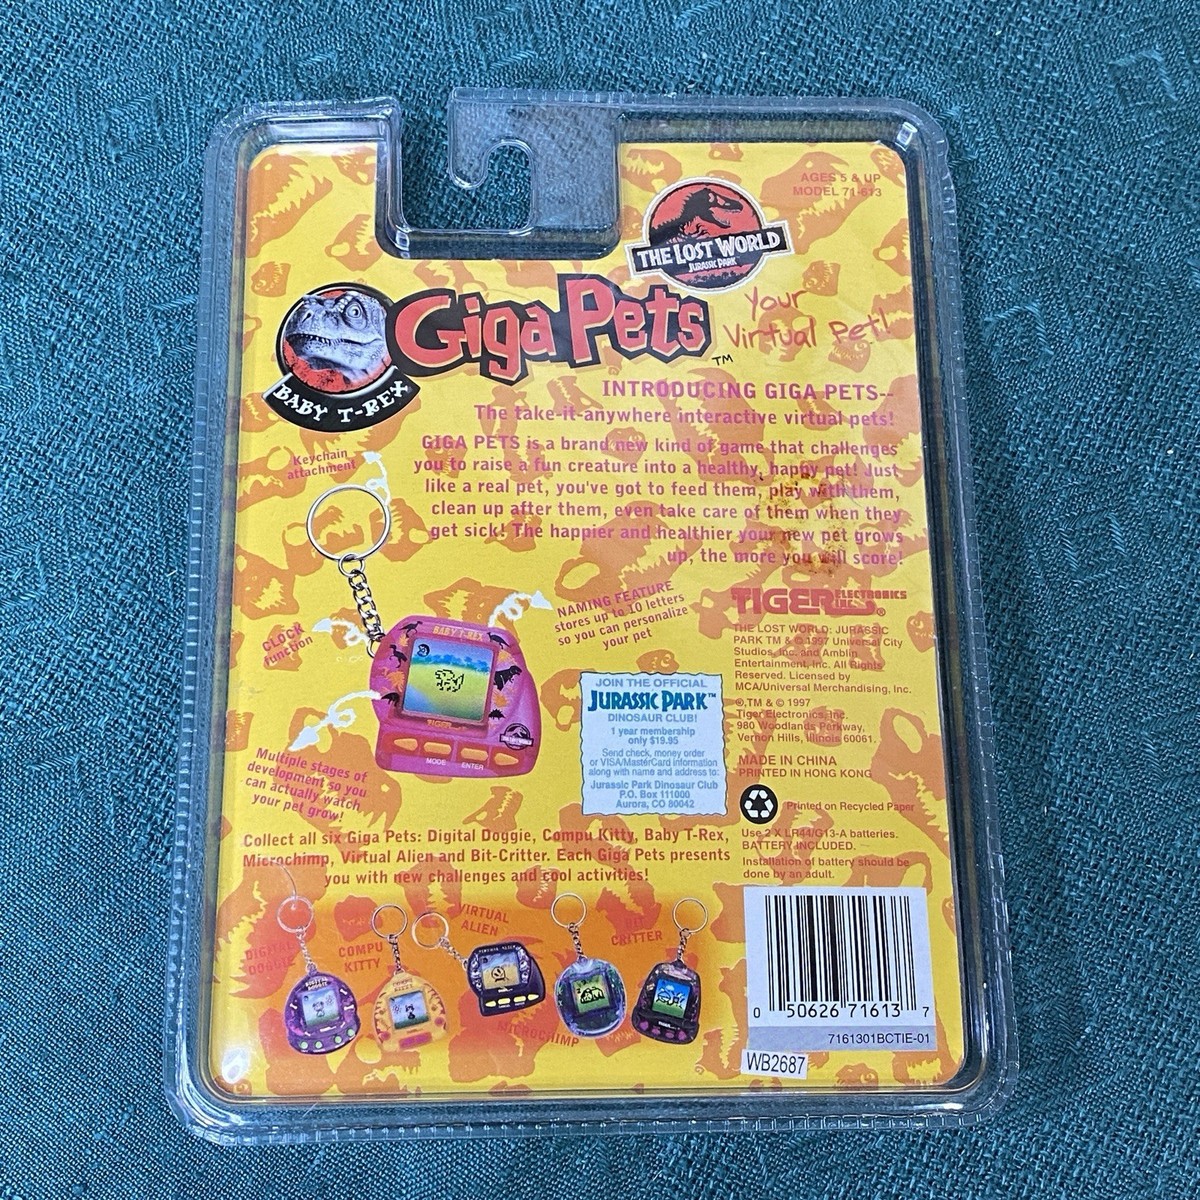 AGES 5 & UP
MODEL 71-613
THE LOST WORLD
JURASSIC PARK
Giga Pets
TM
Your
Virtual Pet!
BABY T-REX
INTRODUCING GIGA PETS--
The take-it-anywhere interactive virtual pets!
GIGA PETS is a brand new kind of game that challenges
you to raise a fun creature into a healthy, happy pet! Just
like a real pet, you've got to feed them, play with them,
clean up after them, even take care of them when they
get sick! The happier and healthier your new pet grows
up, the more you will score!
Keychain
attachment
CLOCK
function
NAMING FEATURE
stores up to 10 letters
so you can personalize
your pet
Multiple stages of
development so you
can actually watch
your pet grow!
BABY T-REX
TIGER
THE LOST WORLD
MODE ENTER
JOIN THE OFFICIAL
JURASSIC PARK™
DINOSAUR CLUB!
1 year membership
only $19.95
Send check, money order
or VISA/MasterCard information
along with name and address to:
Jurassic Park Dinosaur Club
P.O. Box 111000
Aurora, CO 80042
TIGER ELECTRONICS
INC.®
THE LOST WORLD: JURASSIC
PARK TM & © 1997 Universal City
Studios, Inc. and Amblin
Entertainment, Inc. All Rights
Reserved. Licensed by
MCA/Universal Merchandising, Inc.
®,TM & © 1997
Tiger Electronics, Inc.
980 Woodlands Parkway,
Vernon Hills, Illinois 60061.
MADE IN CHINA
PRINTED IN HONG KONG
Printed on Recycled Paper
Use 2 X LR44/G13-A batteries.
BATTERY INCLUDED.
Installation of battery should be
done by an adult.
Collect all six Giga Pets: Digital Doggie, Compu Kitty, Baby T-Rex,
Microchimp, Virtual Alien and Bit-Critter. Each Giga Pets presents
you with new challenges and cool activities!
DIGITAL
DOGGIE
COMPU
KITTY
VIRTUAL
ALIEN
MICROCHIMP
BIT
CRITTER
0 50626 71613 7
7161301BCTIE-01
WB2687